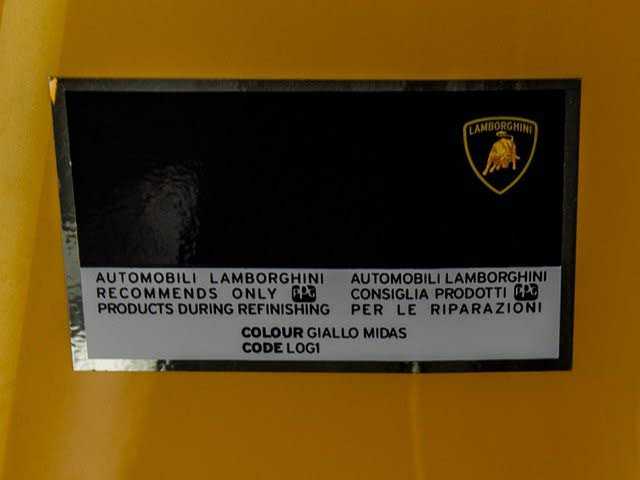 LAMBORGHINI
AUTOMOBILI LAMBORGHINI
RECOMMENDS ONLY PPG
PRODUCTS DURING REFINISHING
AUTOMOBILI LAMBORGHINI
CONSIGLIA PRODOTTI PPG
PER LE RIPARAZIONI
COLOUR GIALLO MIDAS
CODE LOG1